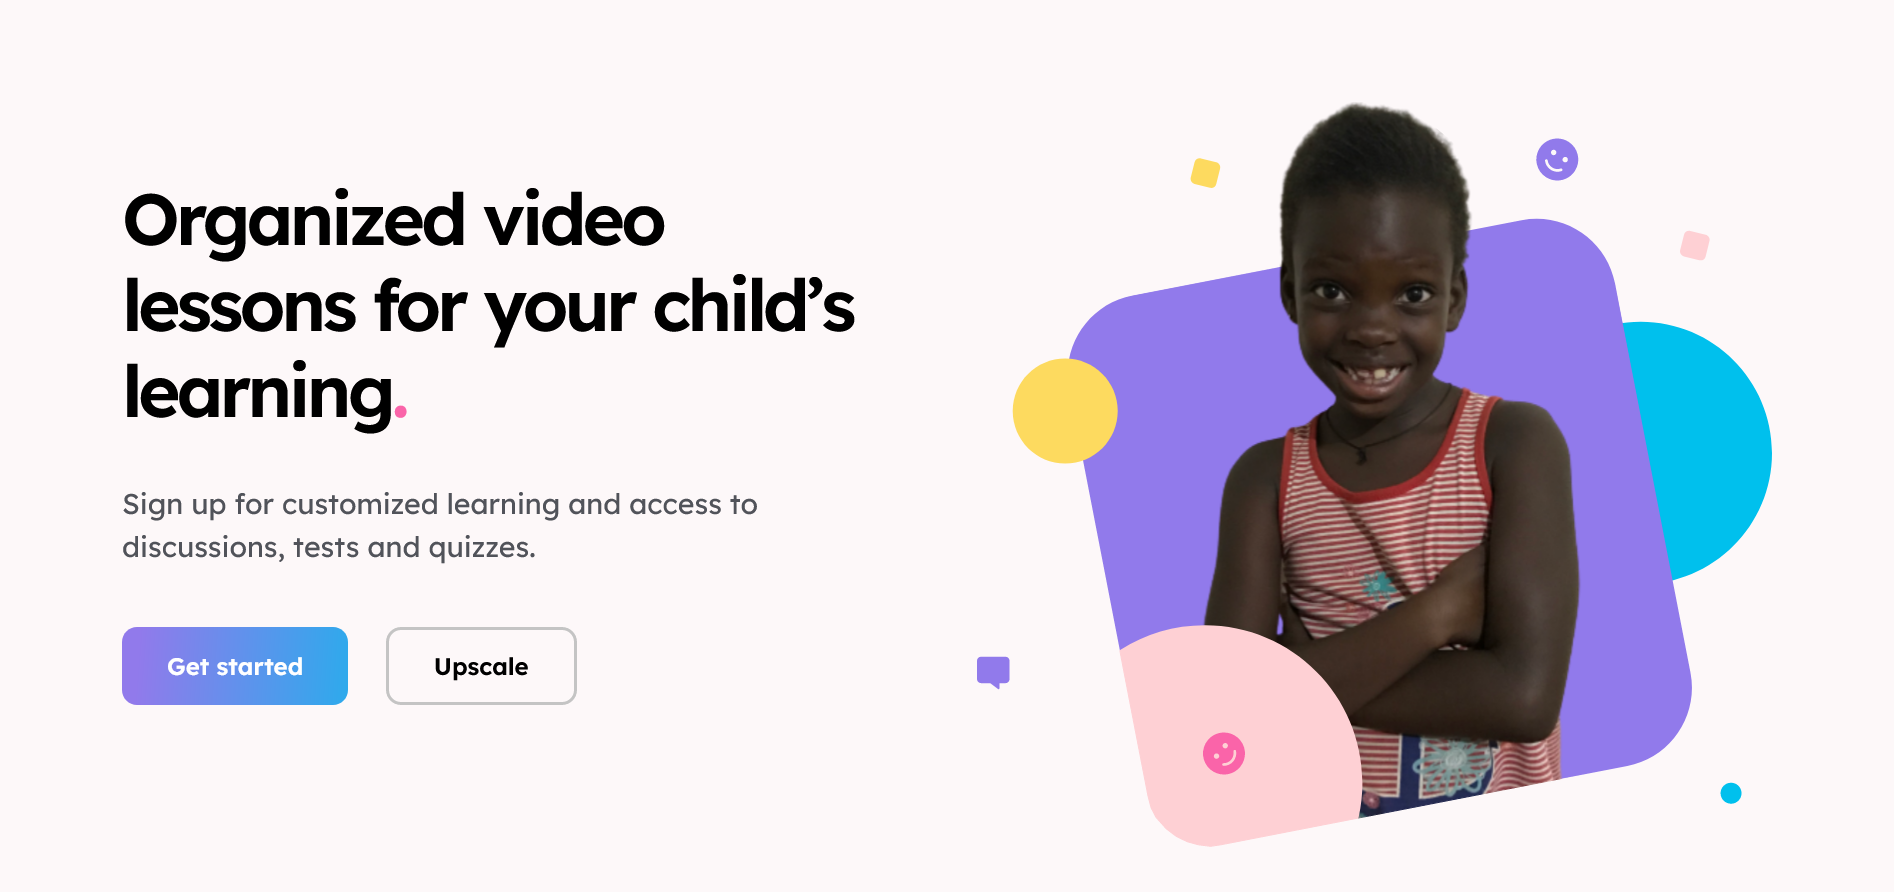 Organized video
lessons for your child’s
learning.
Sign up for customized learning and access to
discussions, tests and quizzes.
Get started
Upscale